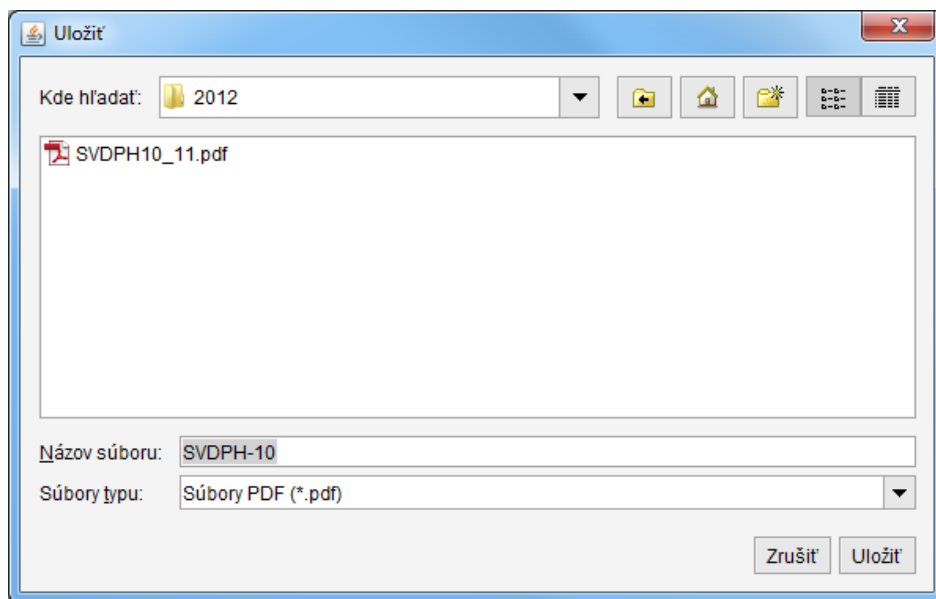 Uložiť
Kde hľadať: 2012
SVDPH10_11.pdf
Názov súboru: SVDPH-10
Súbory typu: Súbory PDF (*.pdf)
Zrušiť Uložiť